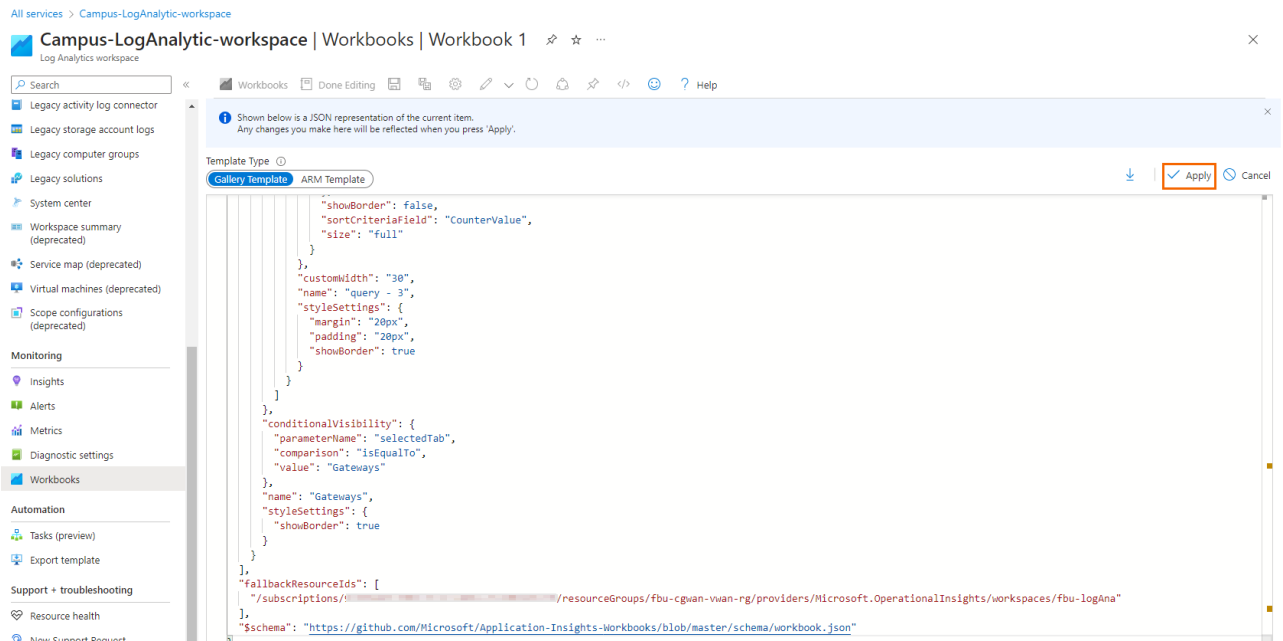 All services > Campus-LogAnalytic-workspace
Campus-LogAnalytic-workspace | Workbooks | Workbook 1
Log Analytics workspace
Search
Legacy activity log connector
Legacy storage account logs
Legacy computer groups
Legacy solutions
System center
Workspace summary
(deprecated)
Service map (deprecated)
Virtual machines (deprecated)
Scope configurations
(deprecated)
Monitoring
Insights
Alerts
Metrics
Diagnostic settings
Workbooks
Automation
Tasks (preview)
Export template
Support + troubleshooting
Resource health
New Support Request
Workbooks Done Editing Help
Shown below is a JSON representation of the current item.
Any changes you make here will be reflected when you press 'Apply'.
Template Type
Gallery Template ARM Template
Apply Cancel
"showBorder": false,
"sortCriteriaField": "CounterValue",
"size": "full"
}
},
"customWidth": "30",
"name": "query - 3",
"styleSettings": {
"margin": "20px",
"padding": "20px",
"showBorder": true
}
}
]
},
"conditionalVisibility": {
"parameterName": "selectedTab",
"comparison": "isEqualTo",
"value": "Gateways"
},
"name": "Gateways",
"styleSettings": {
"showBorder": true
}
}
],
"fallbackResourceIds": [
"/subscriptions/ /resourceGroups/fbu-cgwan-vwan-rg/providers/Microsoft.OperationalInsights/workspaces/fbu-logAna"
],
"$schema": "https://github.com/Microsoft/Application-Insights-Workbooks/blob/master/schema/workbook.json"